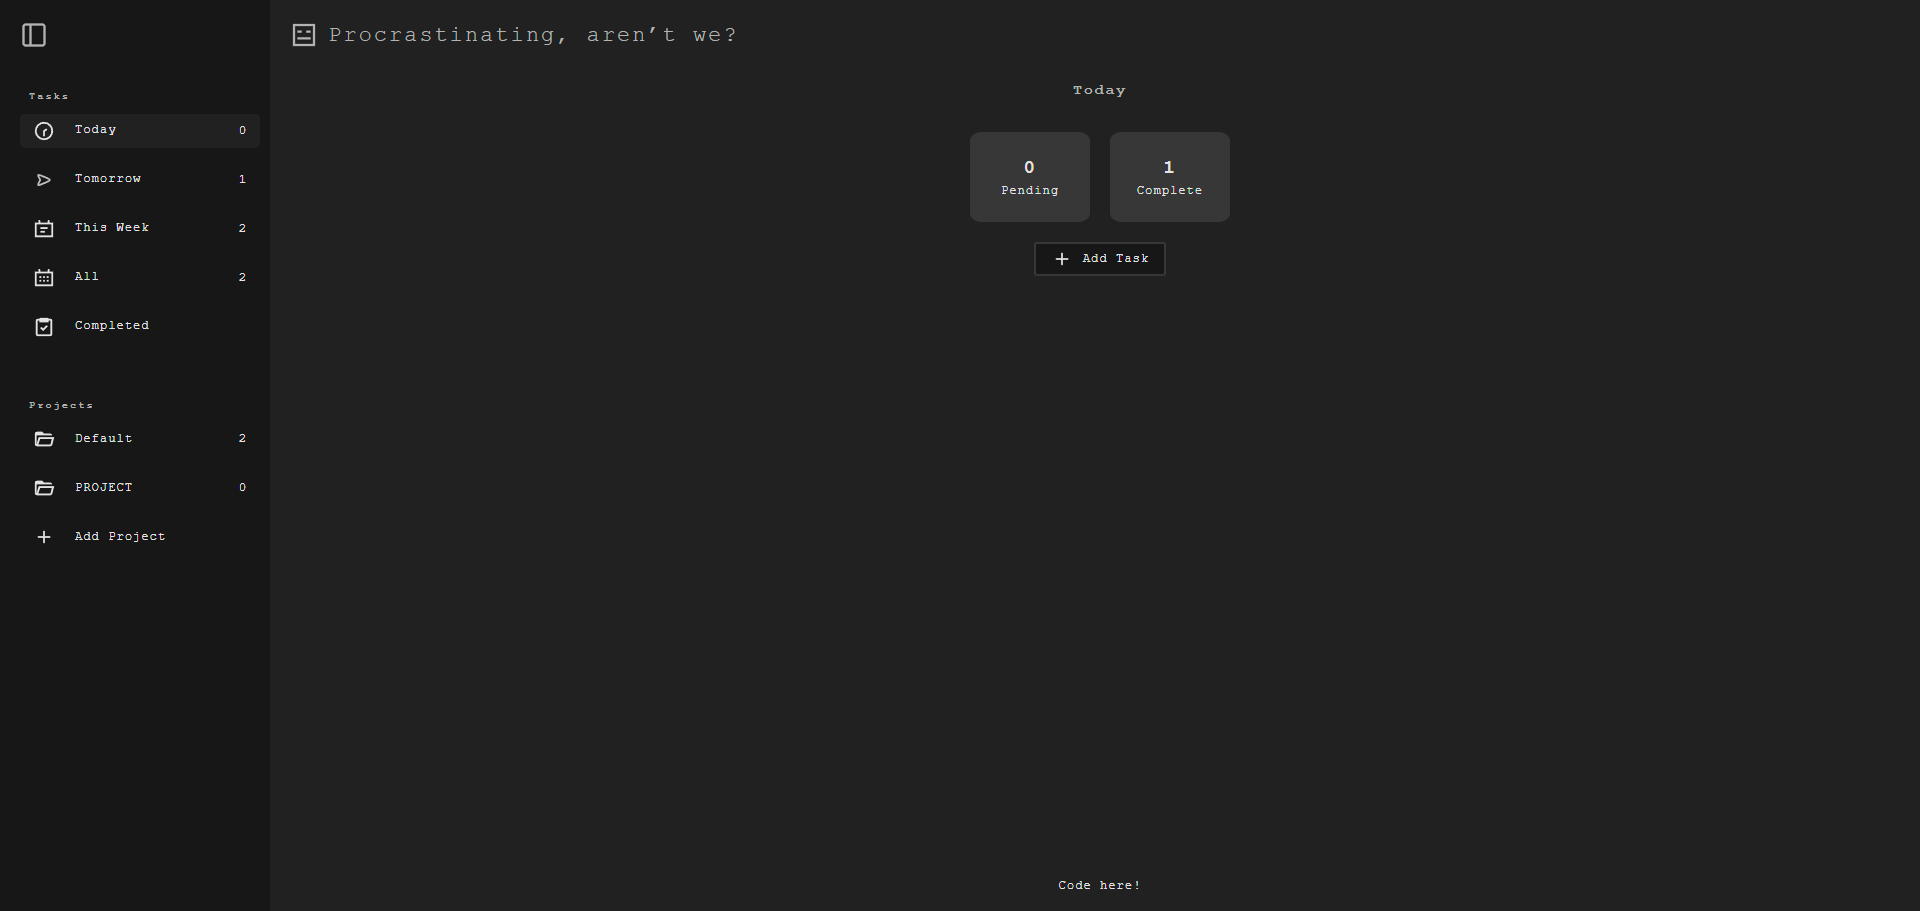 Procrastinating, aren’t we?
Tasks
Today 0
Tomorrow 1
This Week 2
All 2
Completed
Projects
Default 2
PROJECT 0
Add Project
Today
0 1
Pending Complete
Add Task
Code here!